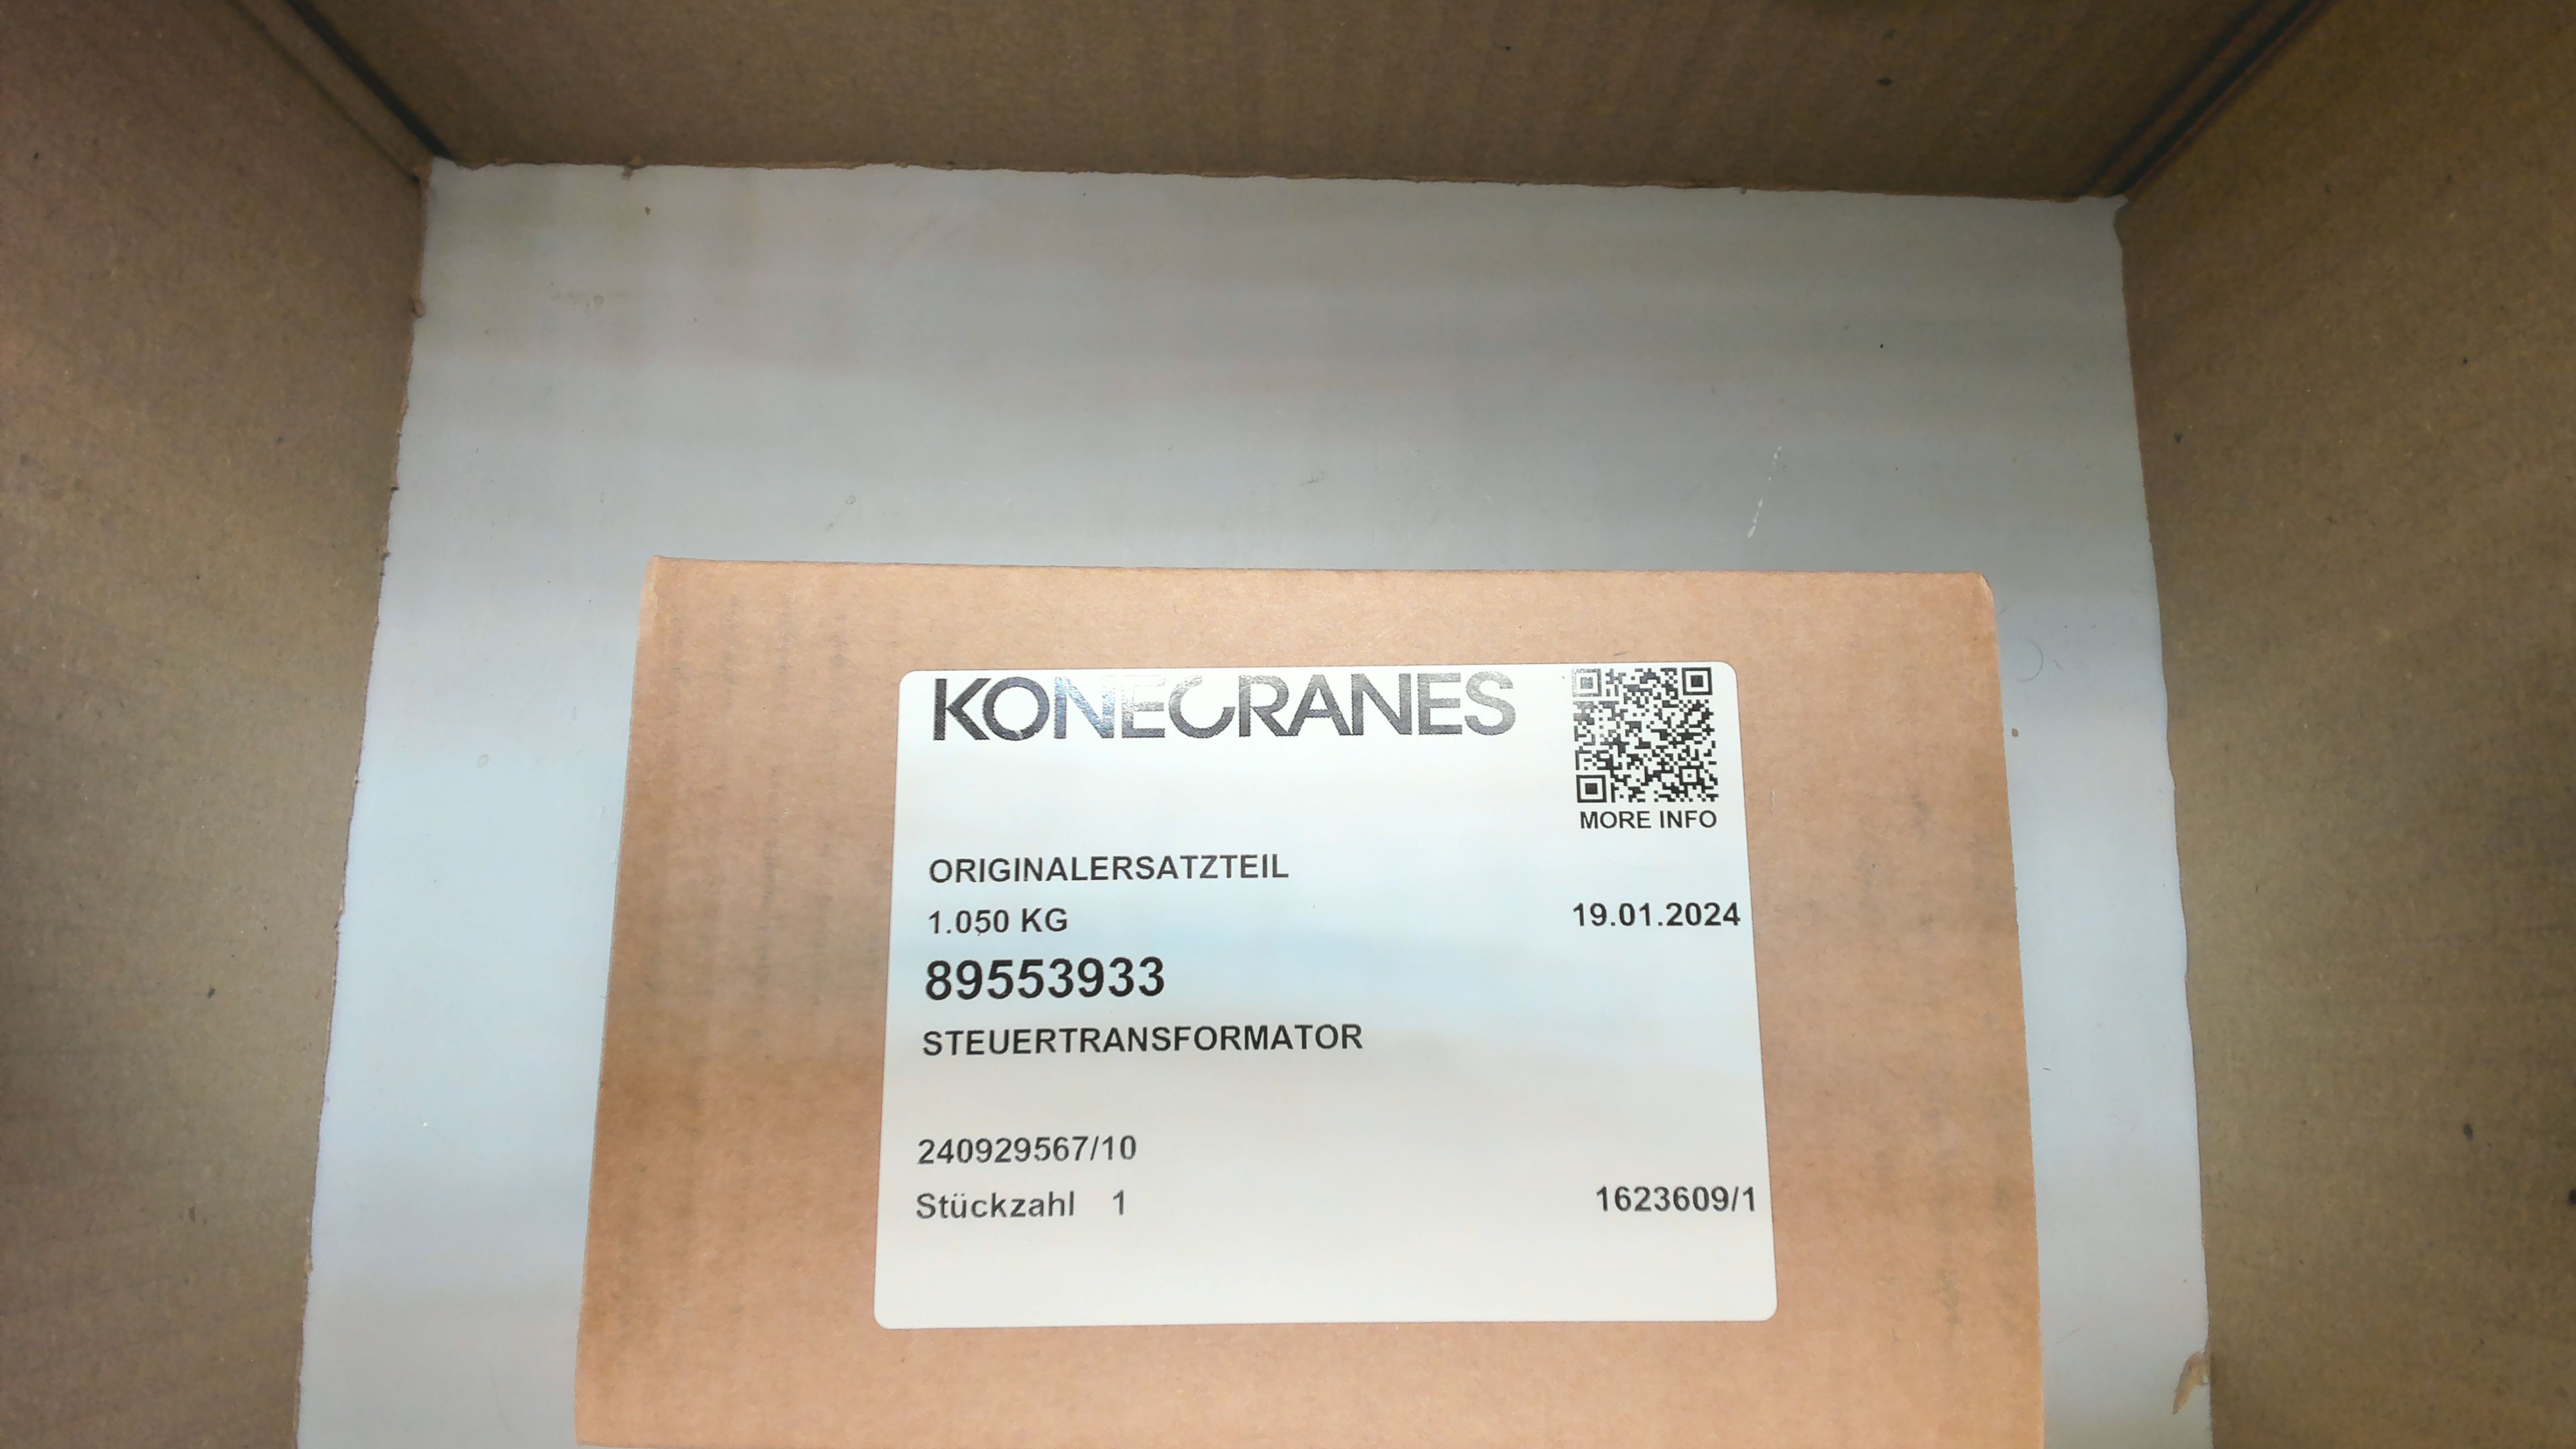 KONECRANES
MORE INFO
ORIGINALERSATZTEIL
1.050 KG 19.01.2024
89553933
STEUERTRANSFORMATOR
240929567/10
Stückzahl 1 1623609/1